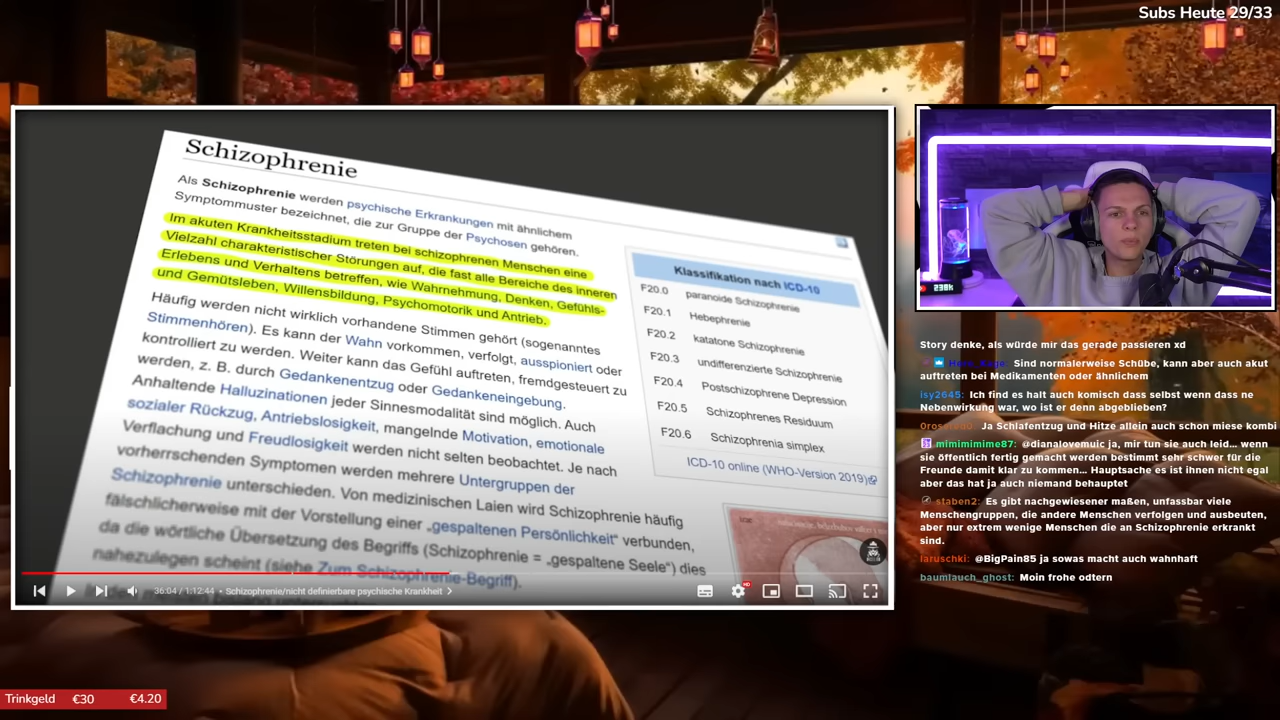 Subs Heute 29/33
Schizophrenie
Als Schizophrenie werden psychische Erkrankungen mit ähnlichem
Symptommuster bezeichnet, die zur Gruppe der Psychosen gehören.
Im akuten Krankheitsstadium treten bei schizophrenen Menschen eine
Vielzahl charakteristischer Störungen auf, die fast alle Bereiche des inneren
Erlebens und Verhaltens betreffen, wie Wahrnehmung, Denken, Gefühls-
und Gemütsleben, Willensbildung, Psychomotorik und Antrieb.
Häufig werden nicht wirklich vorhandene Stimmen gehört (sogenanntes
Stimmenhören). Es kann der Wahn vorkommen, verfolgt, ausspioniert oder
kontrolliert zu werden. Weiter kann das Gefühl auftreten, fremdgesteuert zu
werden, z. B. durch Gedankenentzug oder Gedankeneingebung.
Anhaltende Halluzinationen jeder Sinnesmodalität sind möglich. Auch
sozialer Rückzug, Antriebslosigkeit, mangelnde Motivation, emotionale
Verflachung und Freudlosigkeit werden nicht selten beobachtet. Je nach
vorherrschenden Symptomen werden mehrere Untergruppen der
Schizophrenie unterschieden. Von medizinischen Laien wird Schizophrenie häufig
fälschlicherweise mit der Vorstellung einer „gespaltenen Persönlichkeit“ verbunden,
da die wörtliche Übersetzung des Begriffs (Schizophrenie = „gespaltene Seele“) dies
nahezulegen scheint (siehe Zum Schizophrenie-Begriff).
Klassifikation nach ICD-10
F20.0 paranoide Schizophrenie
F20.1 Hebephrenie
F20.2 katatone Schizophrenie
F20.3 undifferenzierte Schizophrenie
F20.4 Postschizophrene Depression
F20.5 Schizophrenes Residuum
F20.6 Schizophrenia simplex
ICD-10 online (WHO-Version 2019)
36:04 / 1:12:44 • Schizophrenie/nicht definierbare psychische Krankheit
HD
239k
Story denke, als würde mir das gerade passieren xd
Sind normalerweise Schübe, kann aber auch akut
auftreten bei Medikamenten oder ähnlichem
isy2645: Ich find es halt auch komisch dass selbst wenn dass ne
Nebenwirkung war, wo ist er denn abgeblieben?
Ja Schlafentzug und Hitze allein auch schon miese kombi
mimimimime87: @dianalovemuic ja, mir tun sie auch leid... wenn
sie öffentlich fertig gemacht werden bestimmt sehr schwer für die
Freunde damit klar zu kommen... Hauptsache es ist ihnen nicht egal
aber das hat ja auch niemand behauptet
staben2: Es gibt nachgewiesener maßen, unfassbar viele
Menschengruppen, die andere Menschen verfolgen und ausbeuten,
aber nur extrem wenige Menschen die an Schizophrenie erkrankt
sind.
laruschki: @BigPain85 ja sowas macht auch wahnhaft
baumlauch_ghost: Moin frohe odtern
Trinkgeld €30 €4.20